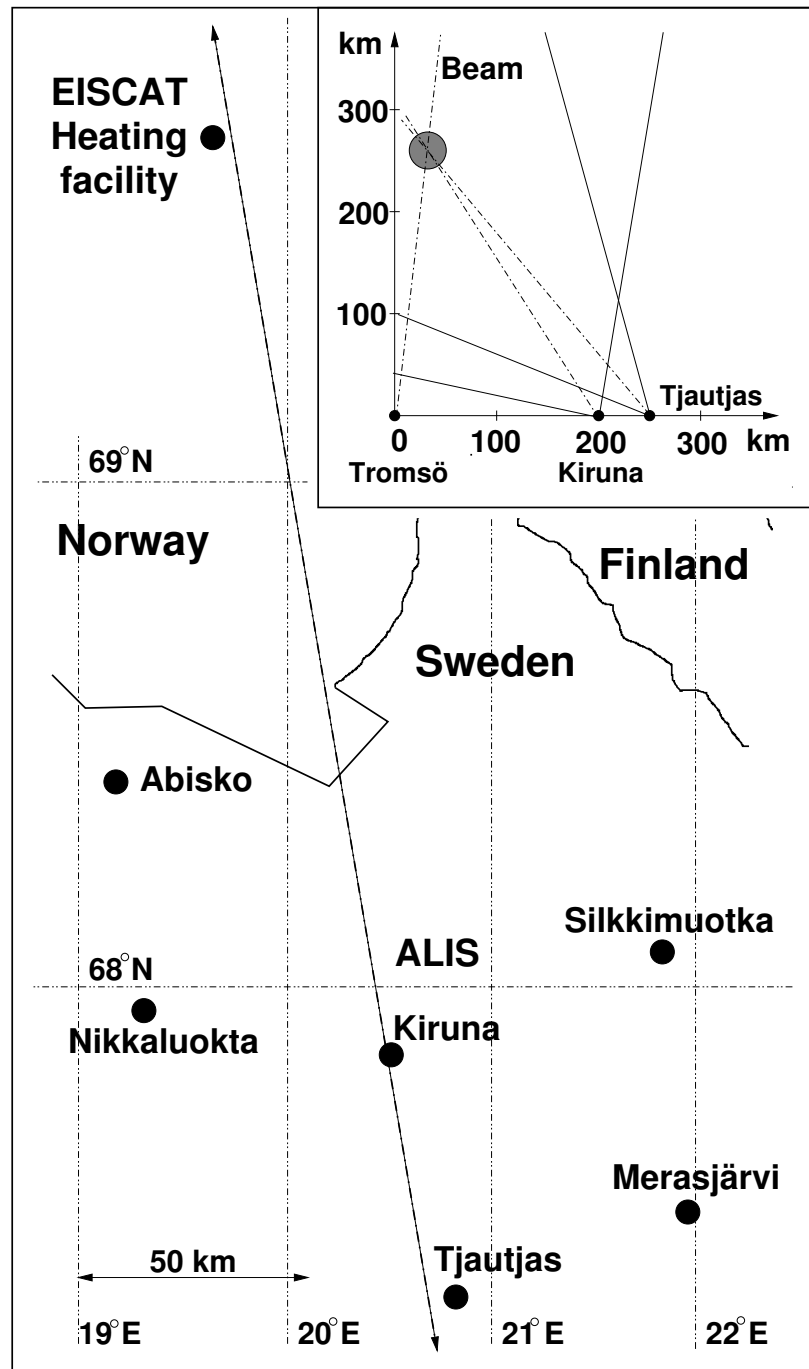 EISCAT
Heating
facility
km
Beam
300
200
100
Tjautjas
0
100
200
300
km
Tromsö
Kiruna
69°N
Norway
Finland
Sweden
Abisko
Silkkimuotka
ALIS
68°N
Nikkaluokta
Kiruna
Merasjärvi
50 km
Tjautjas
19°E
20°E
21°E
22°E